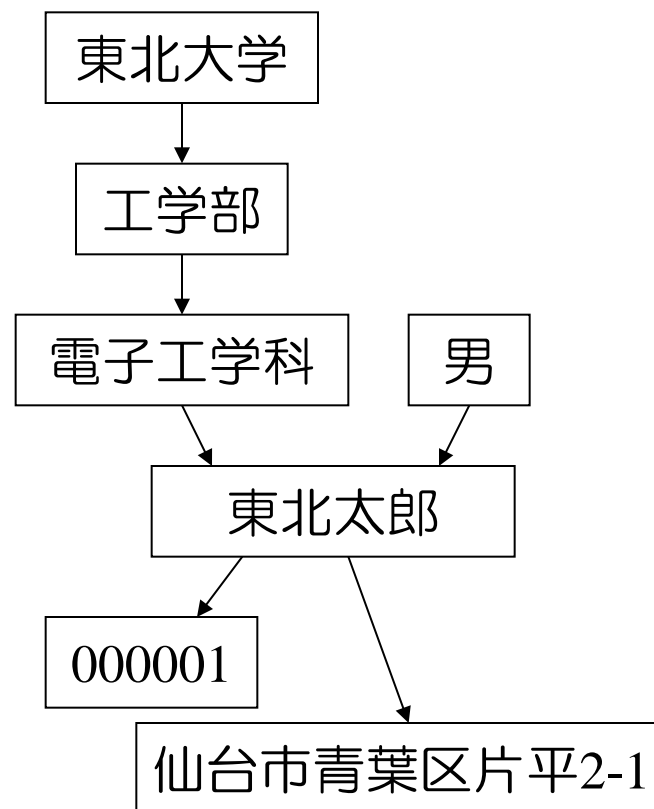 東北大学
工学部
電子工学科
男
東北太郎
000001
仙台市青葉区片平2-1